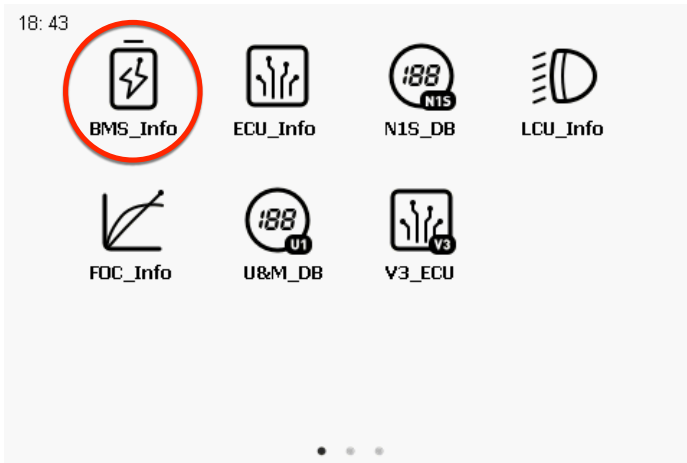 18:43
BMS_Info ECU_Info N1S_DB LCU_Info
188 N1S
FOC_Info U&M_DB V3_ECU
188 U1 V3